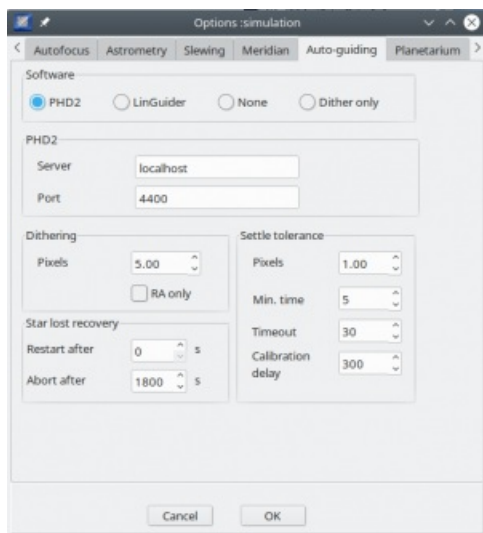 Options :simulation
Autofocus Astrometry Slewing Meridian Auto-guiding Planetarium
Software
PHD2 LinGuider None Dither only
PHD2
Server localhost
Port 4400
Dithering
Pixels 5.00
RA only
Star lost recovery
Restart after 0 s
Abort after 1800 s
Settle tolerance
Pixels 1.00
Min. time 5
Timeout 30
Calibration
delay 300
Cancel OK